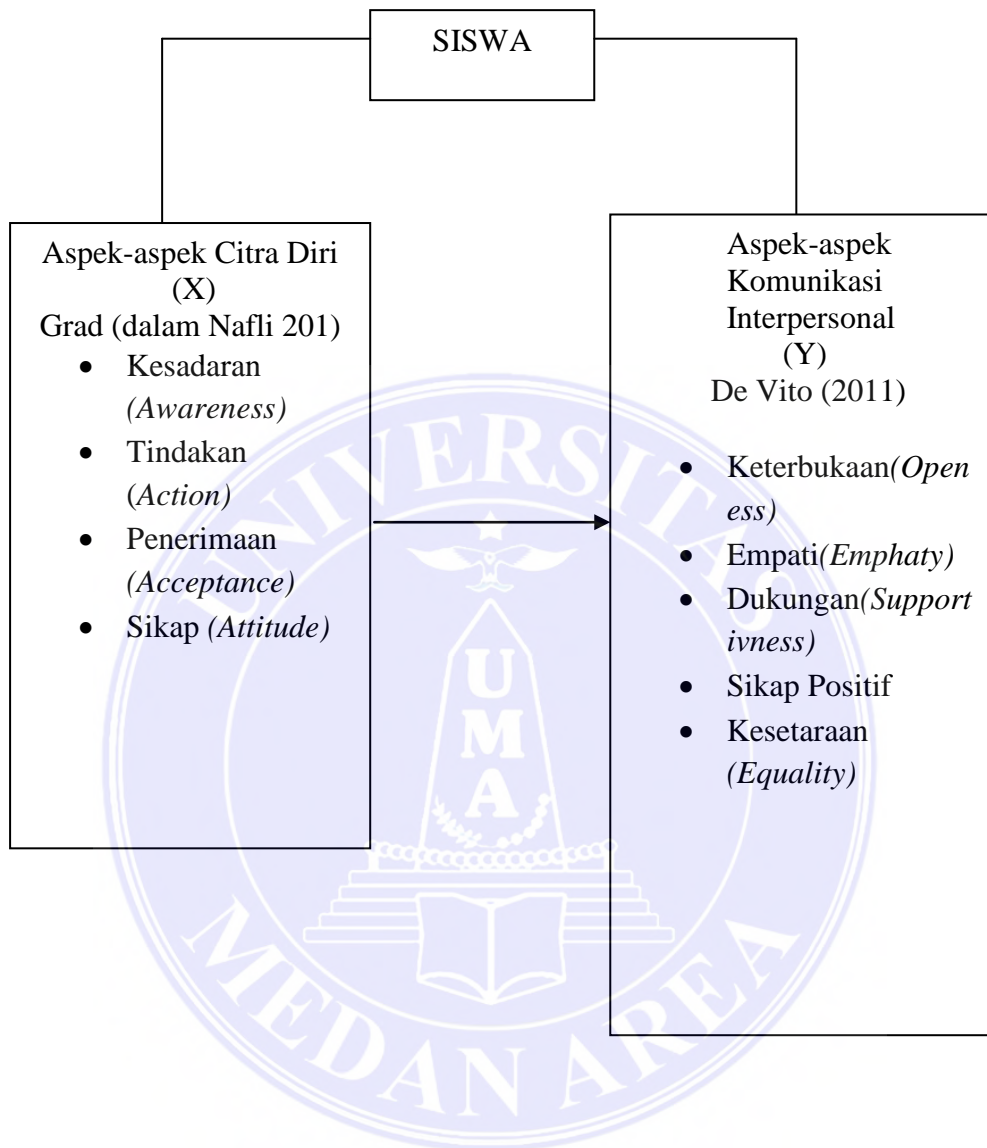 SISWA
Aspek-aspek Citra Diri
(X)
Grad (dalam Nafli 201)
• Kesadaran
(Awareness)
• Tindakan
(Action)
• Penerimaan
(Acceptance)
• Sikap (Attitude)
Aspek-aspek
Komunikasi
Interpersonal
(Y)
De Vito (2011)
• Keterbukaan(Open
ess)
• Empati(Emphaty)
• Dukungan(Support
ivness)
• Sikap Positif
• Kesetaraan
(Equality)
UNIVERSITAS
U
M
A
MEDAN AREA